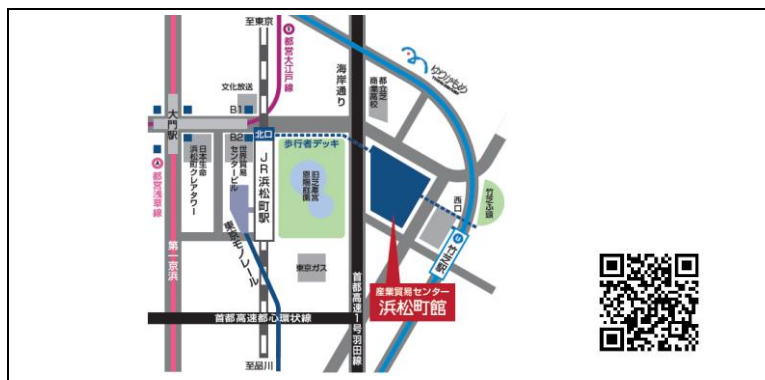 至東京
都営大江戸線
ゆりかもめ
文化放送
海岸通り
都立芝商業高校
大門駅
B1
B2
北口
歩行者デッキ
日本生命
浜松町クレアタワー
世界貿易
センタービル
JR浜松町駅
旧芝離宮
恩賜庭園
都営浅草線
西口
竹芝ふ頭
竹芝駅
東京モノレール
第一京浜
東京ガス
産業貿易センター
浜松町館
首都高速都心環状線
首都高速1号羽田線
至品川